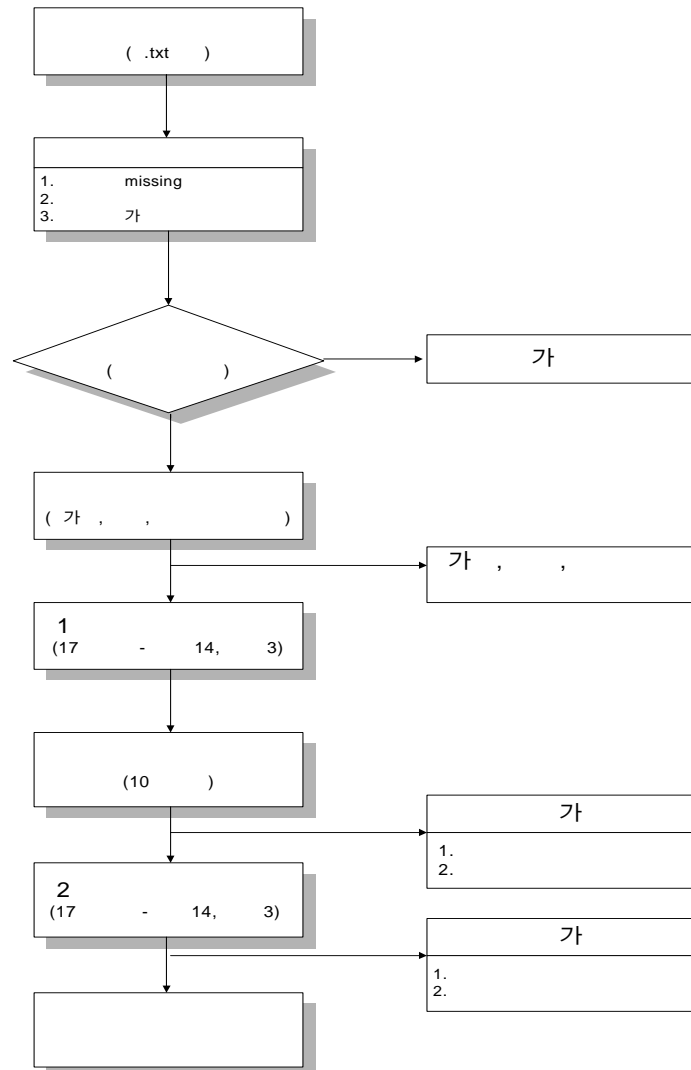 ( .txt )
1. missing
2.
3. 가
( )
가
( 가 , , )
가 , ,
1
(17 - 14, 3)
(10 )
가
1.
2.
2
(17 - 14, 3)
가
1.
2.